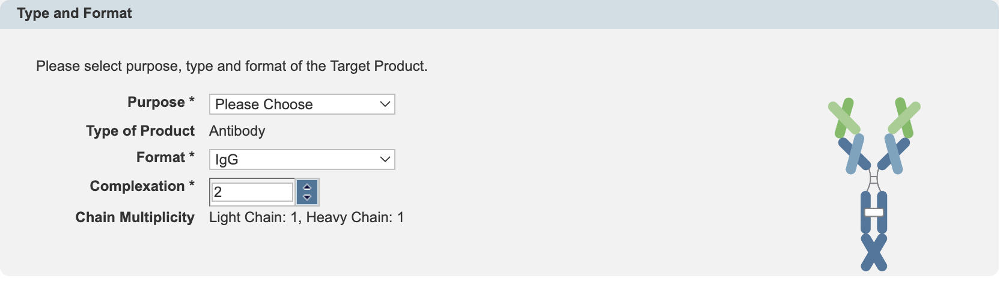 Type and Format
Please select purpose, type and format of the Target Product.
Purpose * Please Choose
Type of Product Antibody
Format * IgG
Complexation * 2
Chain Multiplicity Light Chain: 1, Heavy Chain: 1